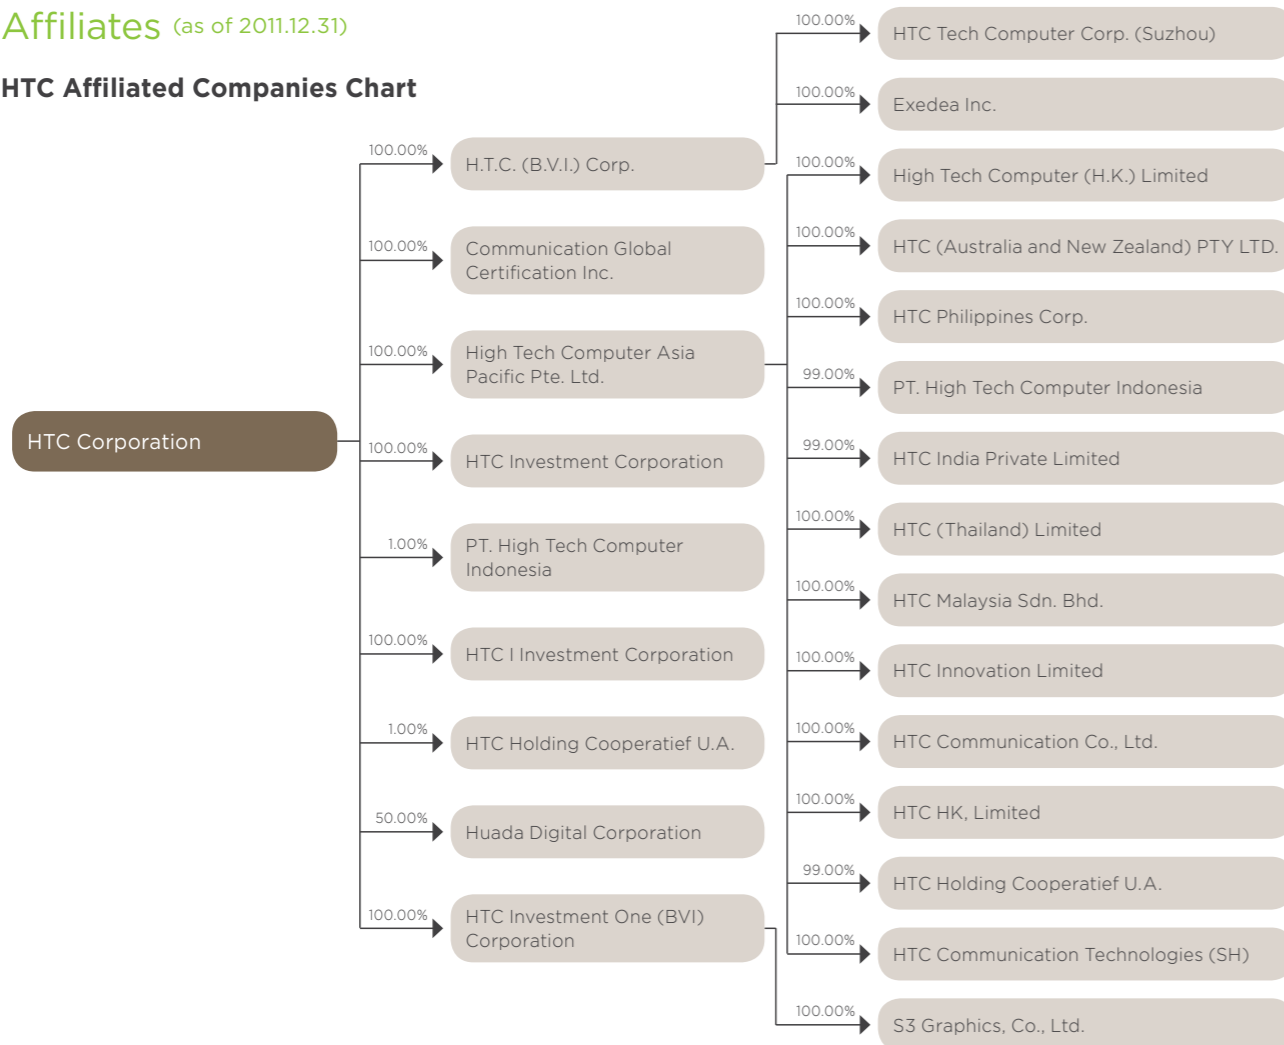 Affiliates (as of 2011.12.31)
HTC Affiliated Companies Chart
HTC Corporation
100.00%
H.T.C. (B.V.I.) Corp.
100.00%
Communication Global
Certification Inc.
100.00%
High Tech Computer Asia
Pacific Pte. Ltd.
100.00%
HTC Investment Corporation
1.00%
PT. High Tech Computer
Indonesia
100.00%
HTC I Investment Corporation
1.00%
HTC Holding Cooperatief U.A.
50.00%
Huada Digital Corporation
100.00%
HTC Investment One (BVI)
Corporation
100.00%
HTC Tech Computer Corp. (Suzhou)
100.00%
Exedea Inc.
100.00%
High Tech Computer (H.K.) Limited
100.00%
HTC (Australia and New Zealand) PTY LTD.
100.00%
HTC Philippines Corp.
99.00%
PT. High Tech Computer Indonesia
99.00%
HTC India Private Limited
100.00%
HTC (Thailand) Limited
100.00%
HTC Malaysia Sdn. Bhd.
100.00%
HTC Innovation Limited
100.00%
HTC Communication Co., Ltd.
100.00%
HTC HK, Limited
99.00%
HTC Holding Cooperatief U.A.
100.00%
HTC Communication Technologies (SH)
100.00%
S3 Graphics, Co., Ltd.